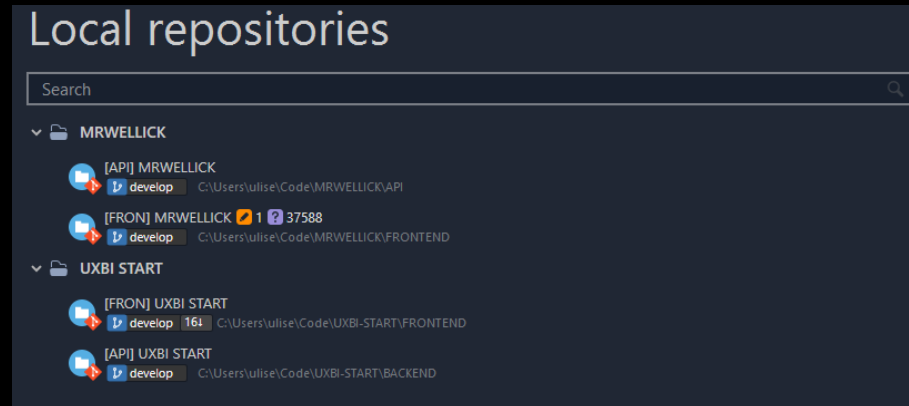 Local repositories
Search
MRWELLICK
[API] MRWELLICK
develop C:\Users\ulise\Code\MRWELLICK\API
[FRON] MRWELLICK 1 ? 37588
develop C:\Users\ulise\Code\MRWELLICK\FRONTEND
UXBI START
[FRON] UXBI START
develop 16↓ C:\Users\ulise\Code\UXBI-START\FRONTEND
[API] UXBI START
develop C:\Users\ulise\Code\UXBI-START\BACKEND